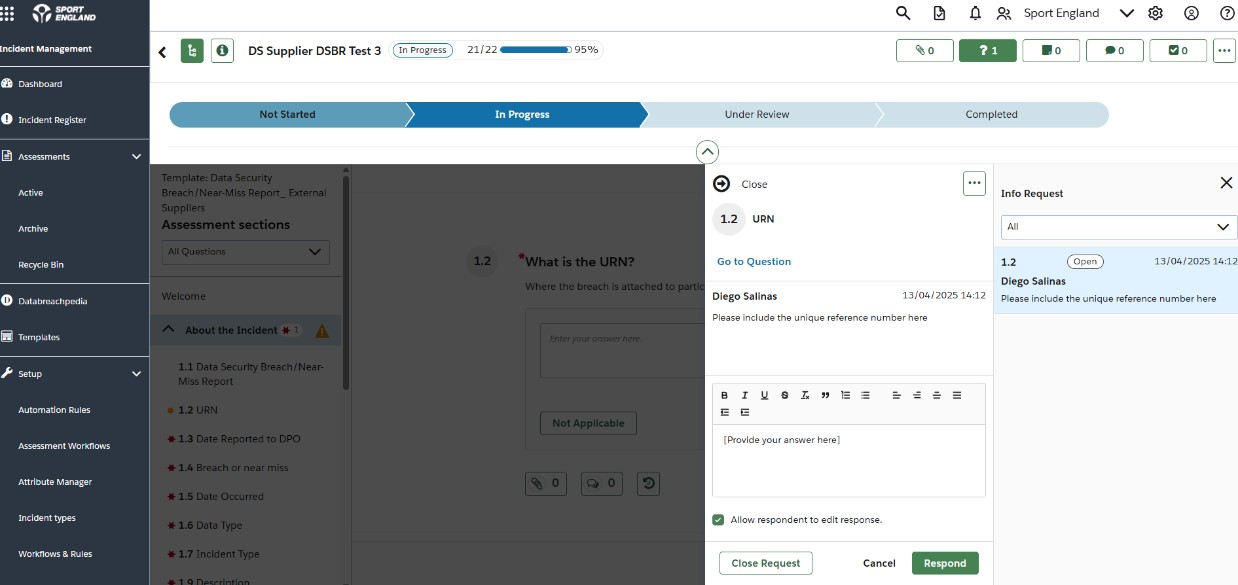 SPORT
ENGLAND
Sport England
Incident Management
Dashboard
Incident Register
Assessments
Active
Archive
Recycle Bin
Databreachpedia
Templates
Setup
Automation Rules
Assessment Workflows
Attribute Manager
Incident types
Workflows & Rules
DS Supplier DSBR Test 3
In Progress
21/22
95%
0
? 1
0
0
0
Not Started
In Progress
Under Review
Completed
Template: Data Security
Breach/Near-Miss Report_ External
Suppliers
Assessment sections
All Questions
Welcome
About the Incident * 1
1.1 Data Security Breach/Near-
Miss Report
1.2 URN
* 1.3 Date Reported to DPO
* 1.4 Breach or near miss
* 1.5 Date Occurred
* 1.6 Data Type
* 1.7 Incident Type
* 1.9 Description
1.2
*What is the URN?
Where the breach is attached to partic
Enter your answer here.
Not Applicable
0
0
Close
1.2 URN
Go to Question
Diego Salinas 13/04/2025 14:12
Please include the unique reference number here
[Provide your answer here]
Allow respondent to edit response.
Close Request
Cancel
Respond
Info Request
All
1.2 Open 13/04/2025 14:12
Diego Salinas
Please include the unique reference number here